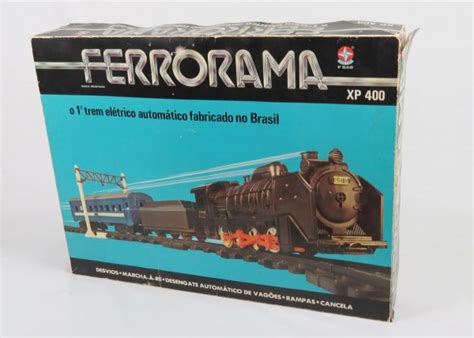 FERRORAMA
XP 400
o 1º trem elétrico automático fabricado no Brasil
DESVIOS • MARCHA-À-RÉ • DESENGATE AUTOMÁTICO DE VAGÕES • RAMPAS • CANCELA